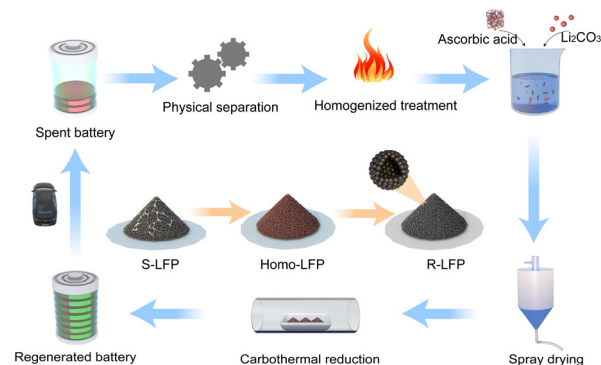 Ascorbic acid
Li₂CO₃
Spent battery
Physical separation
Homogenized treatment
S-LFP
Homo-LFP
R-LFP
Regenerated battery
Carbothermal reduction
Spray drying